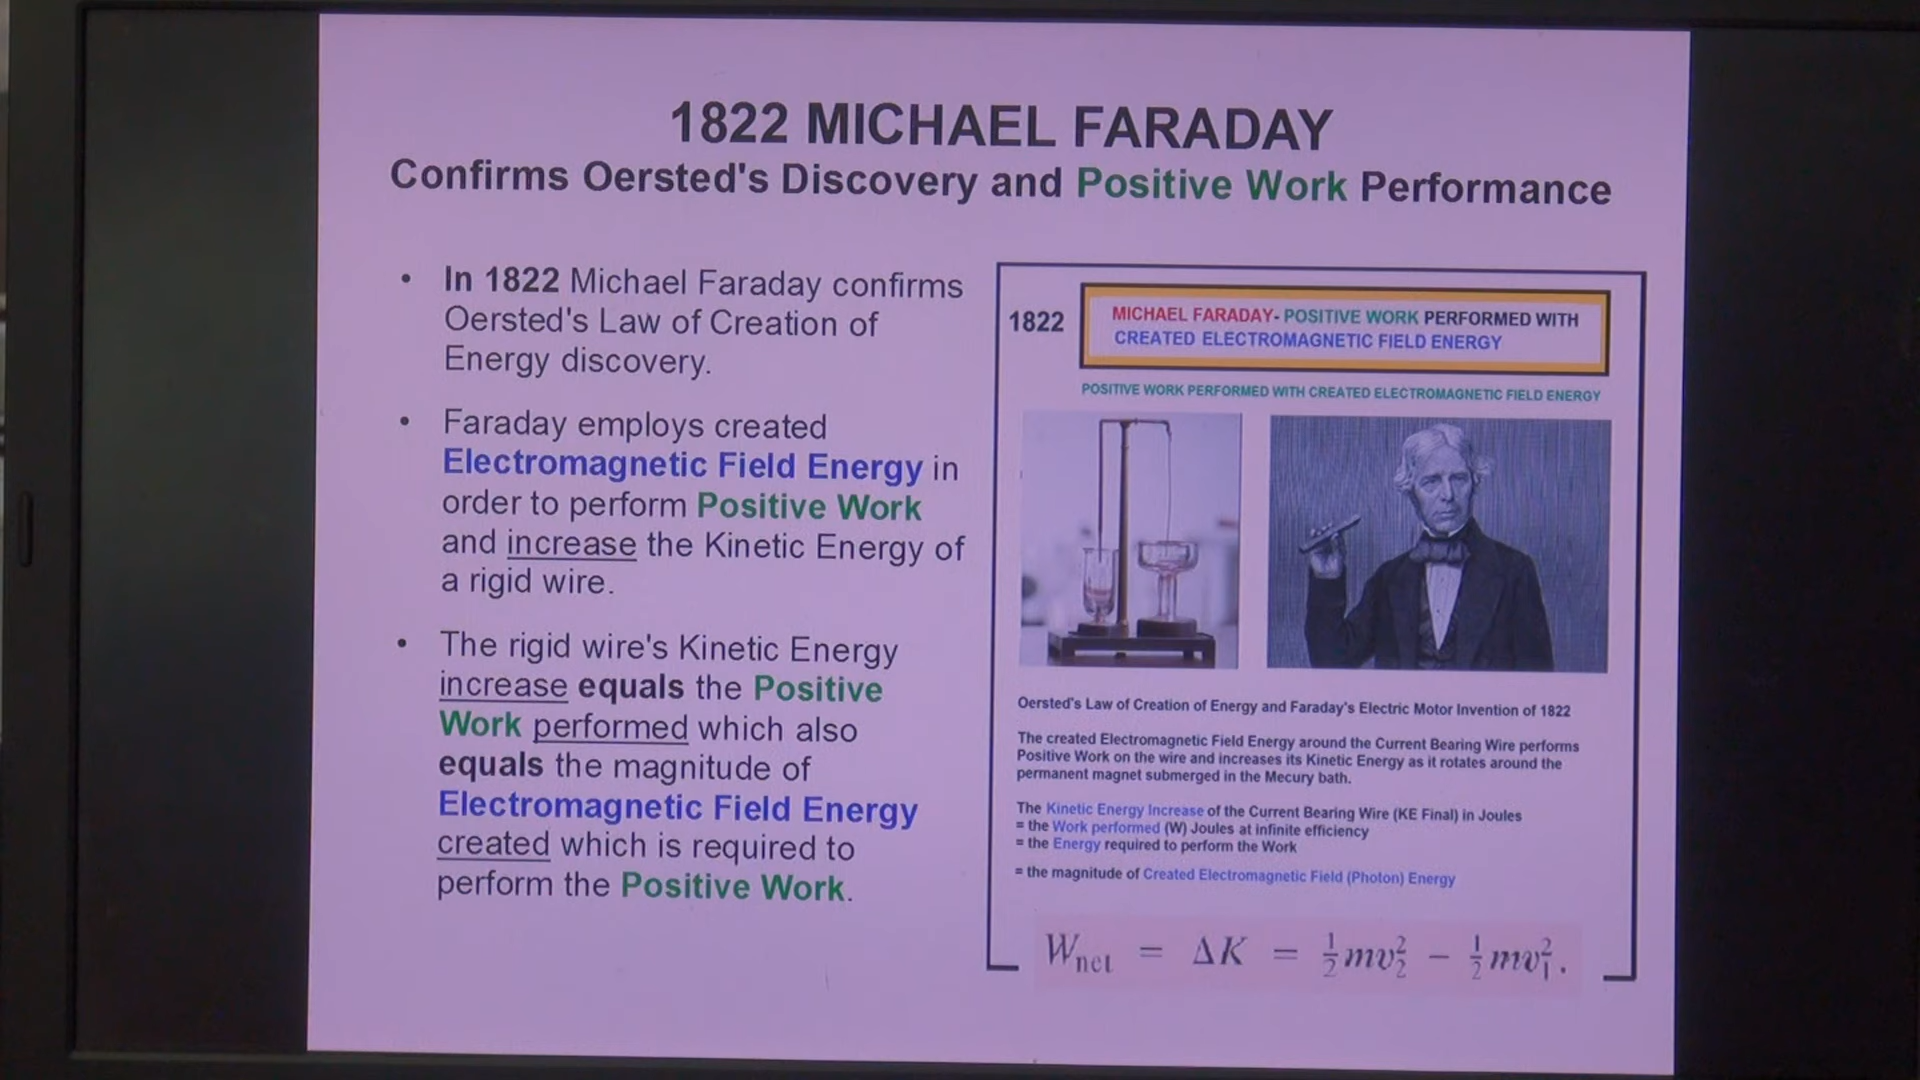 1822 MICHAEL FARADAY
Confirms Oersted's Discovery and Positive Work Performance
• In 1822 Michael Faraday confirms
Oersted's Law of Creation of
Energy discovery.
• Faraday employs created
Electromagnetic Field Energy in
order to perform Positive Work
and increase the Kinetic Energy of
a rigid wire.
• The rigid wire's Kinetic Energy
increase equals the Positive
Work performed which also
equals the magnitude of
Electromagnetic Field Energy
created which is required to
perform the Positive Work.
1822
MICHAEL FARADAY- POSITIVE WORK PERFORMED WITH
CREATED ELECTROMAGNETIC FIELD ENERGY
POSITIVE WORK PERFORMED WITH CREATED ELECTROMAGNETIC FIELD ENERGY
Oersted's Law of Creation of Energy and Faraday's Electric Motor Invention of 1822
The created Electromagnetic Field Energy around the Current Bearing Wire performs
Positive Work on the wire and increases its Kinetic Energy as it rotates around the
permanent magnet submerged in the Mecury bath.
The Kinetic Energy Increase of the Current Bearing Wire (KE Final) in Joules
= the Work performed (W) Joules at infinite efficiency
= the Energy required to perform the Work
= the magnitude of Created Electromagnetic Field (Photon) Energy
W_net = ΔK = ½mv₂² − ½mv₁².